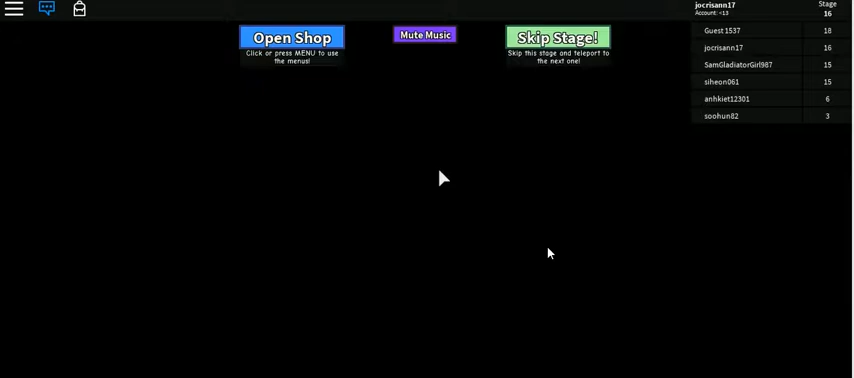 jocrisann17
Account: <13
Stage
16
Open Shop
Click or press MENU to use
the menus!
Mute Music
Skip Stage!
Skip this stage and teleport to
the next one!
Guest 1537 18
jocrisann17 16
SamGladiatorGirl987 15
siheon061 15
anhkiet12301 6
soohun82 3